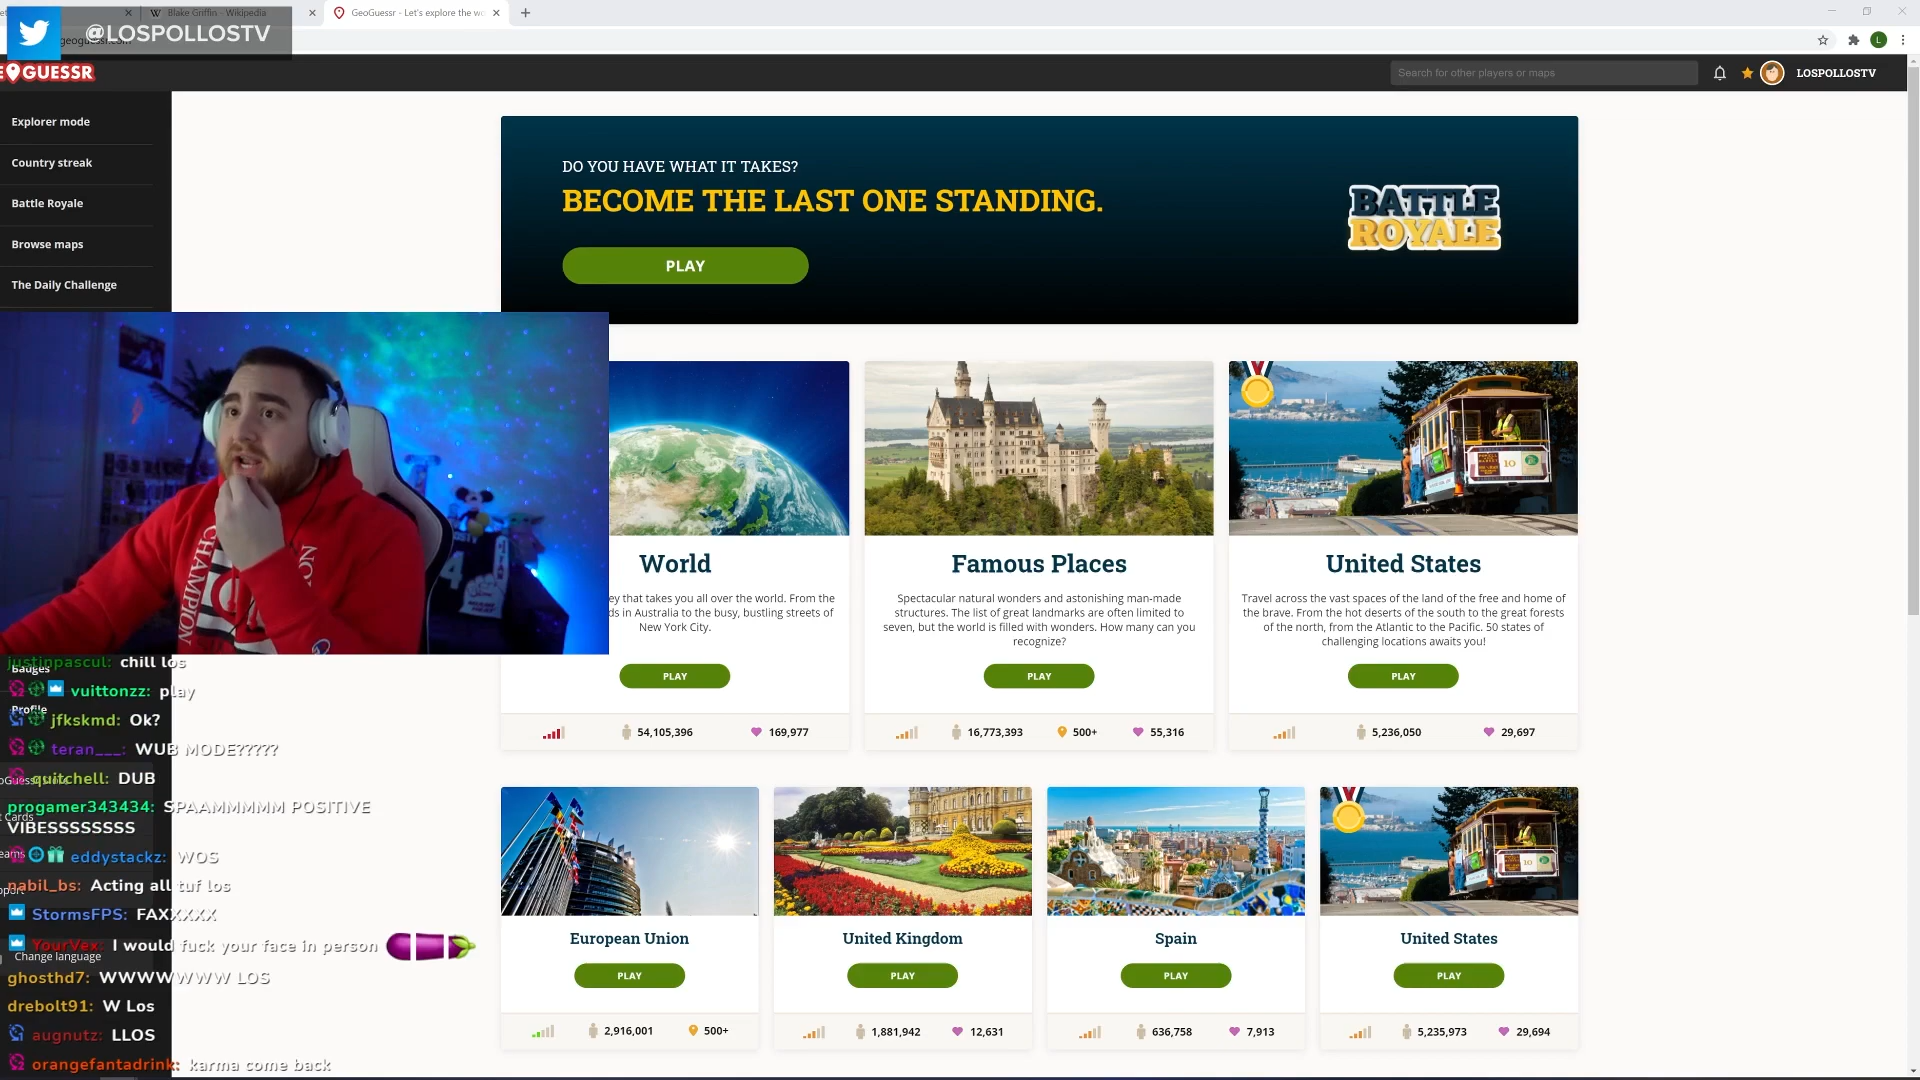 Blake Griffin - Wikipedia
GeoGuessr - Let's explore the wo
@LOSPOLLOSTV
GUESSR
Search for other players or maps
LOSPOLLOSTV
Explorer mode
Country streak
Battle Royale
Browse maps
The Daily Challenge
DO YOU HAVE WHAT IT TAKES?
BECOME THE LAST ONE STANDING.
PLAY
BATTLE
ROYALE
CHAMPION
World
ey that takes you all over the world. From the
ds in Australia to the busy, bustling streets of
New York City.
PLAY
54,105,396
169,977
Famous Places
Spectacular natural wonders and astonishing man-made
structures. The list of great landmarks are often limited to
seven, but the world is filled with wonders. How many can you
recognize?
PLAY
16,773,393
500+
55,316
United States
Travel across the vast spaces of the land of the free and home of
the brave. From the hot deserts of the south to the great forests
of the north, from the Atlantic to the Pacific. 50 states of
challenging locations awaits you!
PLAY
5,236,050
29,697
European Union
PLAY
2,916,001
500+
United Kingdom
PLAY
1,881,942
12,631
Spain
PLAY
636,758
7,913
United States
PLAY
5,235,973
29,694
justinpascul: chill los
Badges
vuittonzz: play
Profile
jfkskmd: Ok?
teran___: WUB MODE?????
quitchell: DUB
progamer343434: SPAAMMMMM POSITIVE
Cards
VIBESSSSSSSS
eddystackz: WOS
nabil_bs: Acting all tuf los
StormsFPS: FAXXXXX
YourVex: I would fuck your face in person
Change language
ghosthd7: WWWWWWW LOS
drebolt91: W Los
augnutz: LLOS
orangefantadrink: karma come back